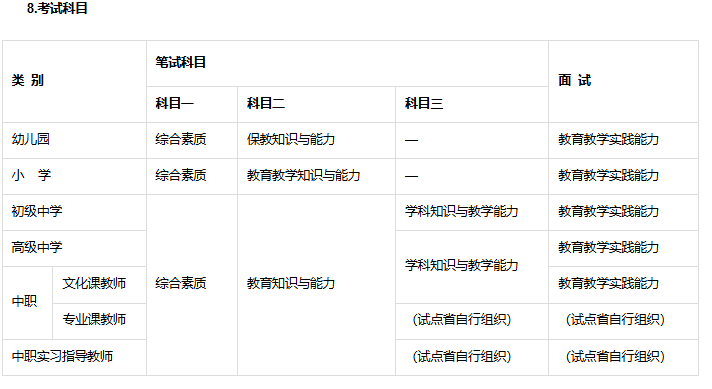 8.考试科目
类 别
笔试科目
面 试
科目一
科目二
科目三
幼儿园
综合素质
保教知识与能力
—
教育教学实践能力
小 学
综合素质
教育教学知识与能力
—
教育教学实践能力
初级中学
综合素质
教育知识与能力
学科知识与教学能力
教育教学实践能力
高级中学
学科知识与教学能力
教育教学实践能力
中职
文化课教师
教育教学实践能力
专业课教师
（试点省自行组织）
（试点省自行组织）
中职实习指导教师
（试点省自行组织）
（试点省自行组织）